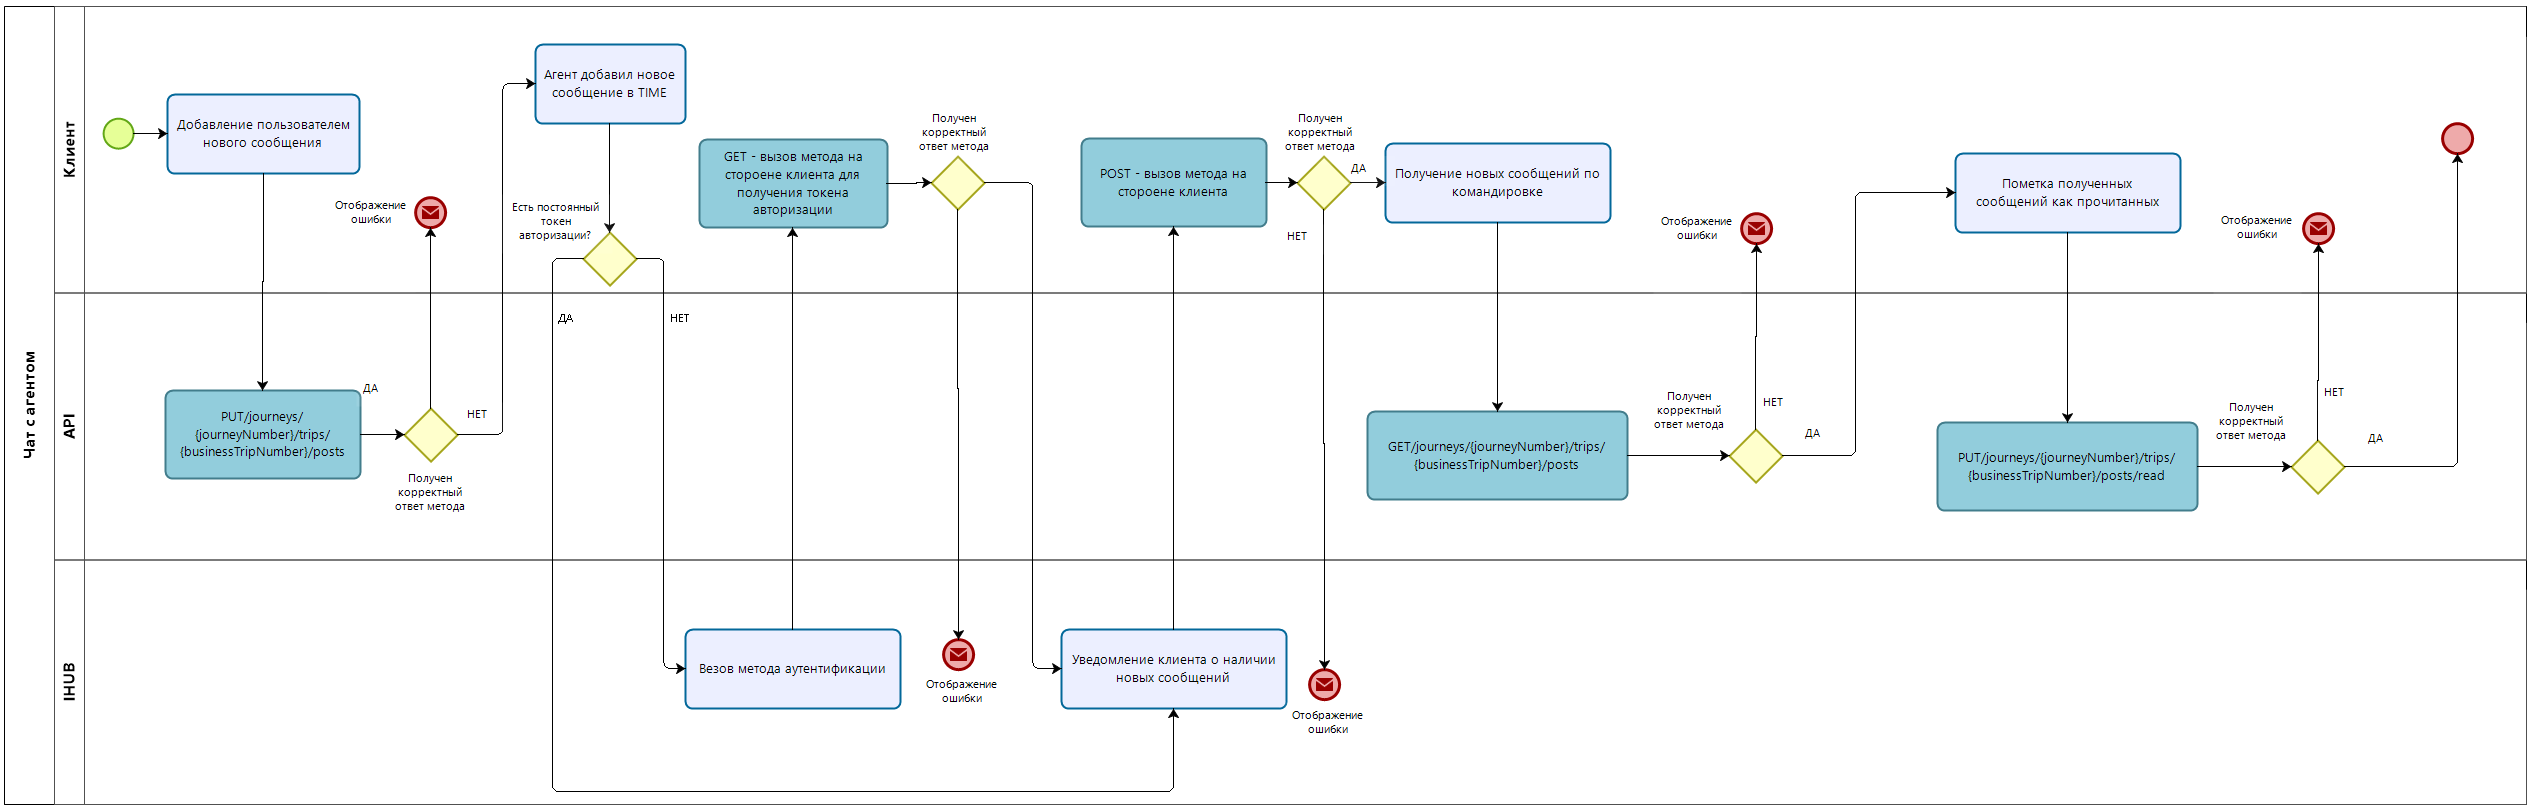 Чат с агентом
Клиент
Добавление пользователем
нового сообщения
Отображение
ошибки
Агент добавил новое
сообщение в TIME
Есть постоянный
токен
авторизации?
GET - вызов метода на
стороене клиента для
получения токена
авторизации
Получен
корректный
ответ метода
POST - вызов метода на
стороене клиента
Получен
корректный
ответ метода
ДА
НЕТ
Получение новых сообщений по
командировке
Отображение
ошибки
Пометка полученных
сообщений как прочитанных
Отображение
ошибки
API
PUT/journeys/
{journeyNumber}/trips/
{businessTripNumber}/posts
ДА
НЕТ
Получен
корректный
ответ метода
ДА
НЕТ
GET/journeys/{journeyNumber}/trips/
{businessTripNumber}/posts
Получен
корректный
ответ метода
НЕТ
ДА
PUT/journeys/{journeyNumber}/trips/
{businessTripNumber}/posts/read
Получен
корректный
ответ метода
НЕТ
ДА
IHUB
Везов метода аутентификации
Отображение
ошибки
Уведомление клиента о наличии
новых сообщений
Отображение
ошибки